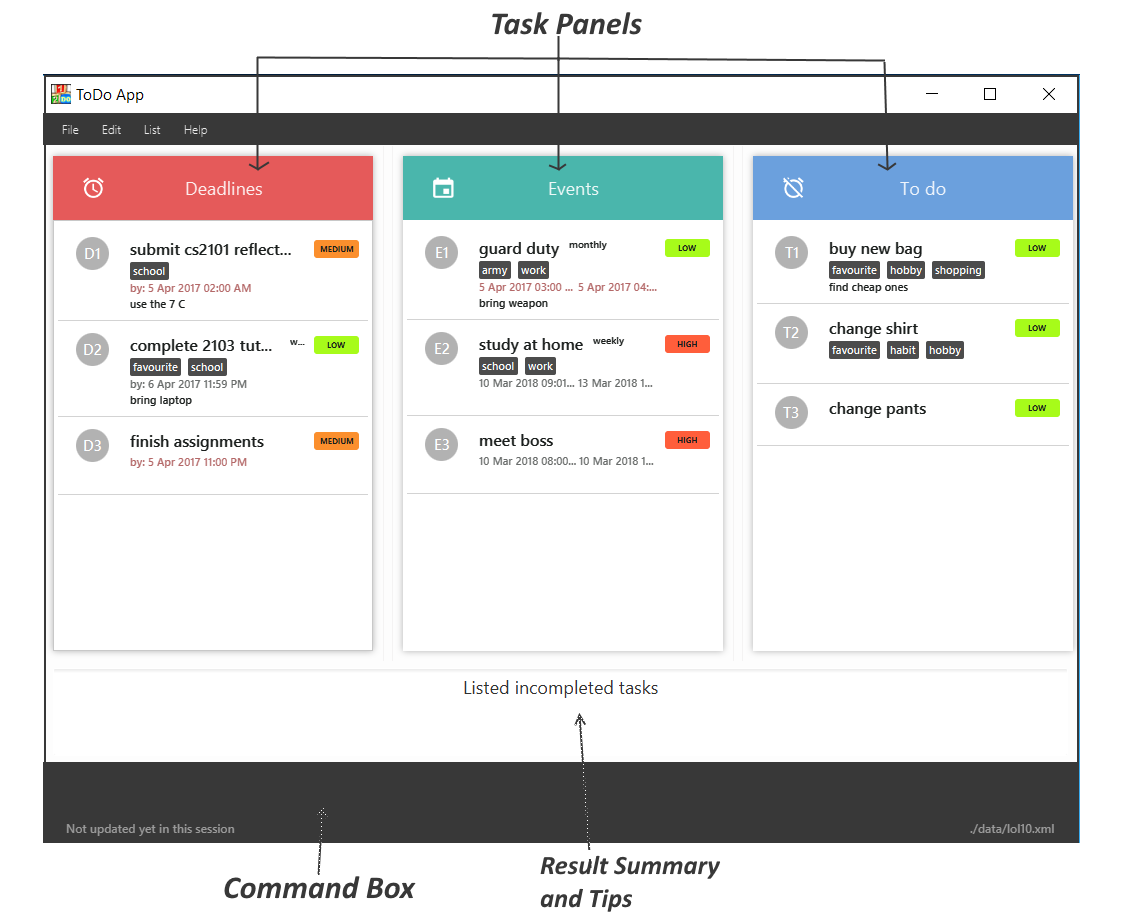 Task Panels
ToDo App
File Edit List Help
Deadlines
D1 submit cs2101 reflect... MEDIUM
school
by: 5 Apr 2017 02:00 AM
use the 7 C
D2 complete 2103 tut... w... LOW
favourite school
by: 6 Apr 2017 11:59 PM
bring laptop
D3 finish assignments MEDIUM
by: 5 Apr 2017 11:00 PM
Events
E1 guard duty monthly LOW
army work
5 Apr 2017 03:00 ... 5 Apr 2017 04:...
bring weapon
E2 study at home weekly HIGH
school work
10 Mar 2018 09:01... 13 Mar 2018 1...
E3 meet boss HIGH
10 Mar 2018 08:00... 10 Mar 2018 1...
To do
T1 buy new bag LOW
favourite hobby shopping
find cheap ones
T2 change shirt LOW
favourite habit hobby
T3 change pants LOW
Listed incompleted tasks
Not updated yet in this session ./data/lol10.xml
Command Box
Result Summary
and Tips